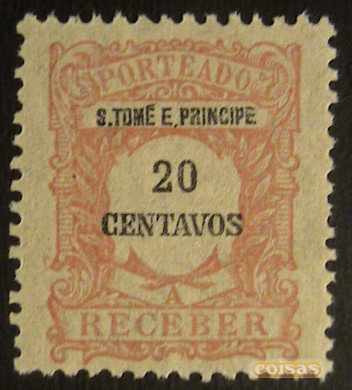 PORTEADO
S. TOMÉ E, PRINCIPE
20
CENTAVOS
A
RECEBER
coisas